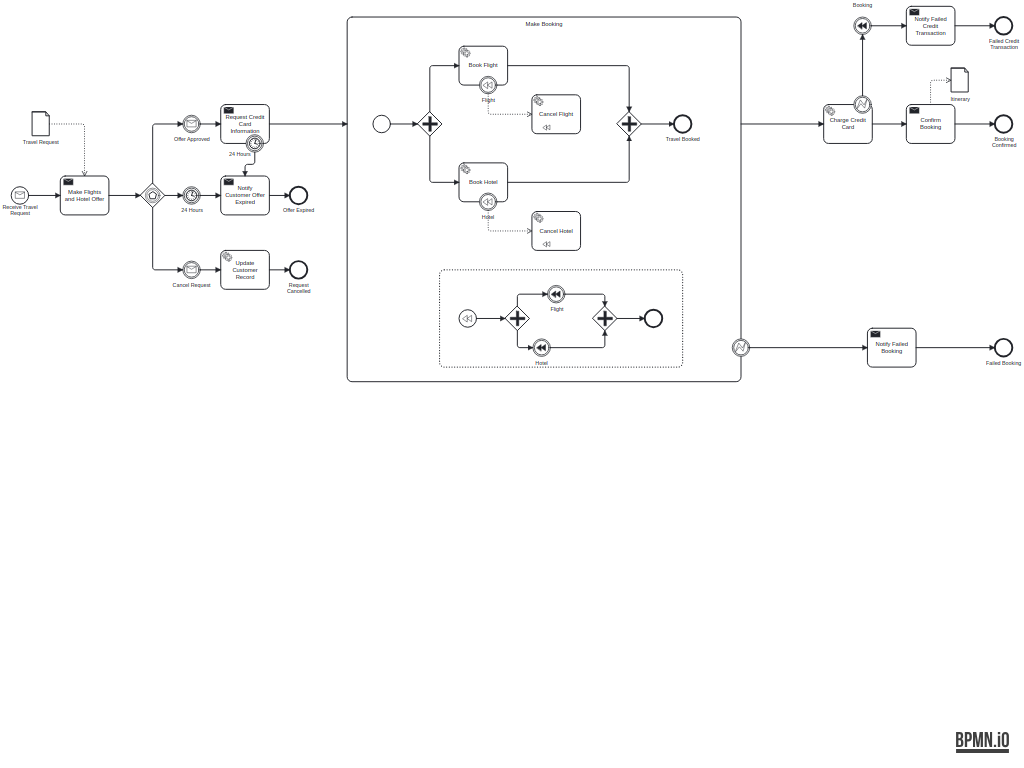 Booking
Make Booking
Notify Failed
Credit
Transaction
Failed Credit
Transaction
Book Flight
Flight
Itinerary
Cancel Flight
Request Credit
Card
Information
Offer Approved
Travel Request
24 Hours
Charge Credit
Card
Confirm
Booking
Booking
Confirmed
Travel Booked
Receive Travel
Request
Make Flights
and Hotel Offer
24 Hours
Notify
Customer Offer
Expired
Offer Expired
Book Hotel
Hotel
Cancel Hotel
Cancel Request
Update
Customer
Record
Request
Cancelled
Flight
Hotel
Notify Failed
Booking
Failed Booking
BPMN.iO